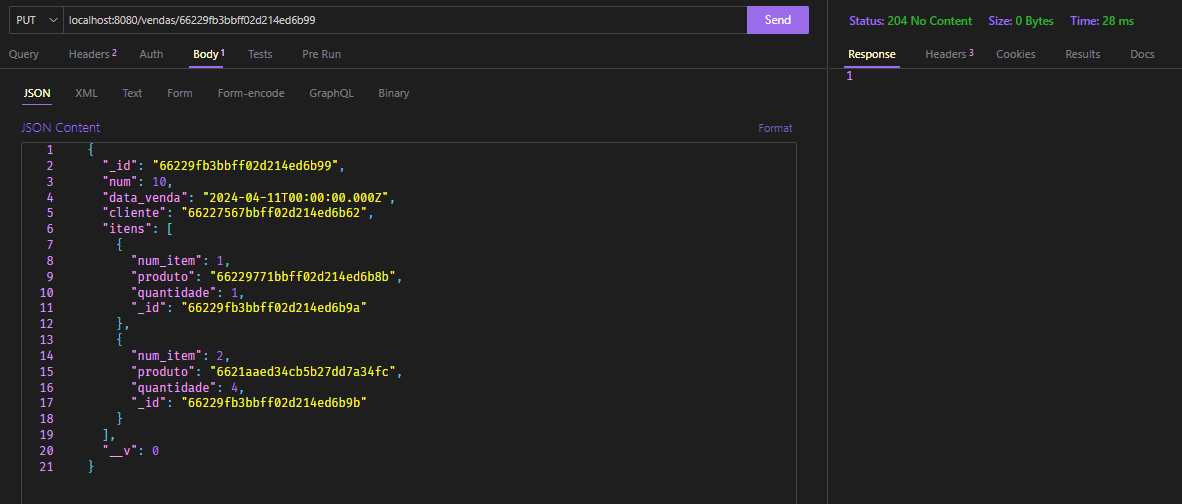 PUT localhost:8080/vendas/66229fb3bbff02d214ed6b99 Send
Query Headers 2 Auth Body 1 Tests Pre Run
JSON XML Text Form Form-encode GraphQL Binary
JSON Content Format
1 {
2 "_id": "66229fb3bbff02d214ed6b99",
3 "num": 10,
4 "data_venda": "2024-04-11T00:00:00.000Z",
5 "cliente": "66227567bbff02d214ed6b62",
6 "itens": [
7 {
8 "num_item": 1,
9 "produto": "66229771bbff02d214ed6b8b",
10 "quantidade": 1,
11 "_id": "66229fb3bbff02d214ed6b9a"
12 },
13 {
14 "num_item": 2,
15 "produto": "6621aaed34cb5b27dd7a34fc",
16 "quantidade": 4,
17 "_id": "66229fb3bbff02d214ed6b9b"
18 }
19 ],
20 "__v": 0
21 }
Status: 204 No Content Size: 0 Bytes Time: 28 ms
Response Headers 3 Cookies Results Docs
1